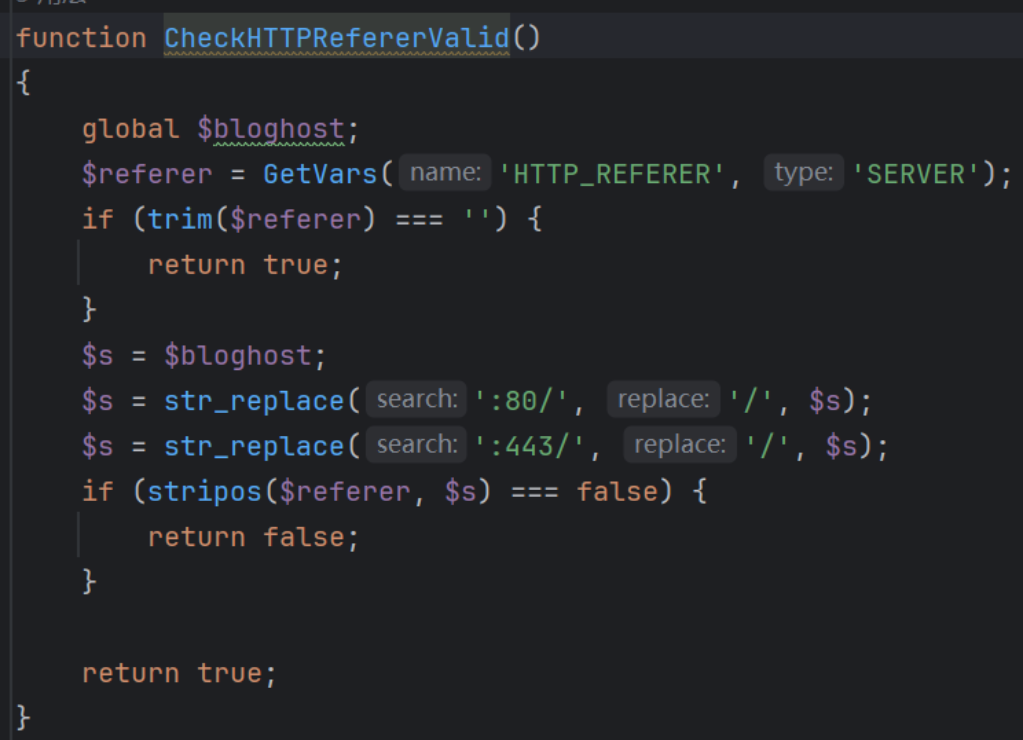 function CheckHTTPRefererValid()
{
    global $bloghost;
    $referer = GetVars( name: 'HTTP_REFERER', type: 'SERVER');
    if (trim($referer) === '') {
        return true;
    }
    $s = $bloghost;
    $s = str_replace( search: ':80/', replace: '/', $s);
    $s = str_replace( search: ':443/', replace: '/', $s);
    if (stripos($referer, $s) === false) {
        return false;
    }

    return true;
}